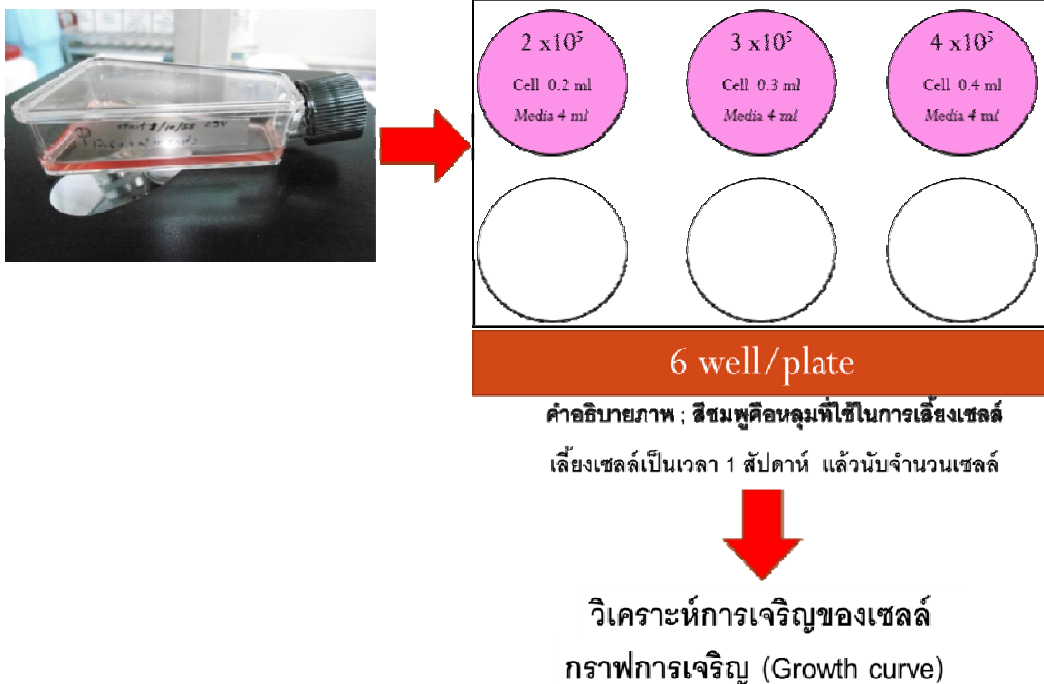 start 1/10/55
2 x10⁵
3 x10⁵
4 x10⁵
Cell 0.2 ml
Cell 0.3 ml
Cell 0.4 ml
Media 4 ml
Media 4 ml
Media 4 ml
6 well/plate
คำอธิบายภาพ ; สีชมพูคือหลุมที่ใช้ในการเลี้ยงเซลล์
เลี้ยงเซลล์เป็นเวลา 1 สัปดาห์ แล้วนับจำนวนเซลล์
วิเคราะห์การเจริญของเซลล์
กราฟการเจริญ (Growth curve)